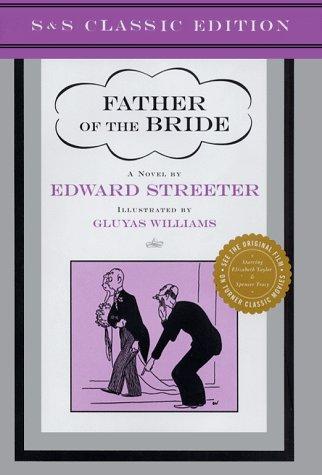 S&S CLASSIC EDITION
FATHER
OF THE BRIDE
A NOVEL BY
EDWARD STREETER
ILLUSTRATED BY
GLUYAS WILLIAMS
SEE THE ORIGINAL FILM
Starring
Elizabeth Taylor
&
Spencer Tracy
ON TURNER CLASSIC MOVIES
GW